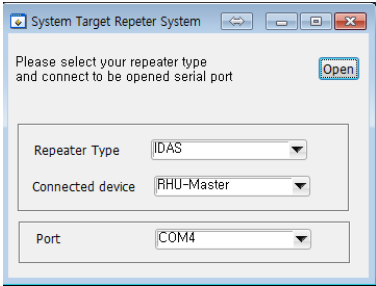 System Target Repeter System
Please select your repeater type
and connect to be opened serial port
Open
Repeater Type
IDAS
Connected device
RHU-Master
Port
COM4